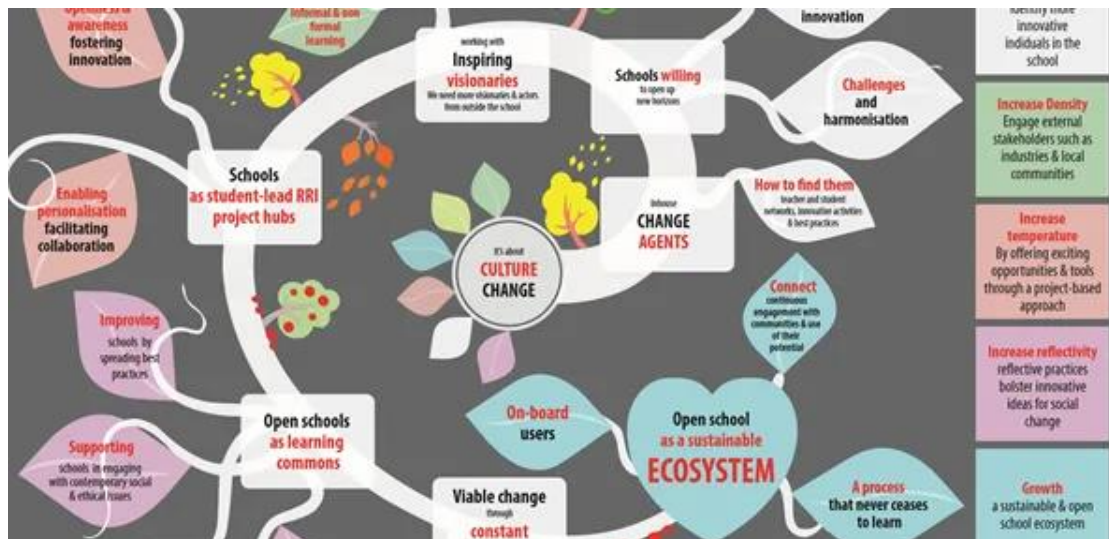 awareness
fostering
innovation
informal & non
formal
learning
working with
Inspiring
visionaries
We need more visionaries & actors
from outside the school
Schools willing
to open up
new horizons
innovation
Challenges
and
harmonisation
Schools
as student-lead RRI
project hubs
Enabling
personalisation
facilitating
collaboration
Inhouse
CHANGE
AGENTS
How to find them
teacher and student
networks, innovative activities
& best practices
It's about
CULTURE
CHANGE
Connect
continuous
engagement with
communities & use
of their
potential
Improving
schools by
spreading best
practices
Open schools
as learning
commons
Supporting
schools in engaging
with contemporary social
& ethical issues
On-board
users
Open school
as a sustainable
ECOSYSTEM
A process
that never ceases
to learn
Viable change
through
constant
identify more
innovative
indiduals in the
school
Increase Density
Engage external
stakeholders such as
industries & local
communities
Increase
temperature
By offering exciting
opportunities & tools
through a project-based
approach
Increase reflectivity
reflective practices
bolster innovative
ideas for social
change
Growth
a sustainable & open
school ecosystem